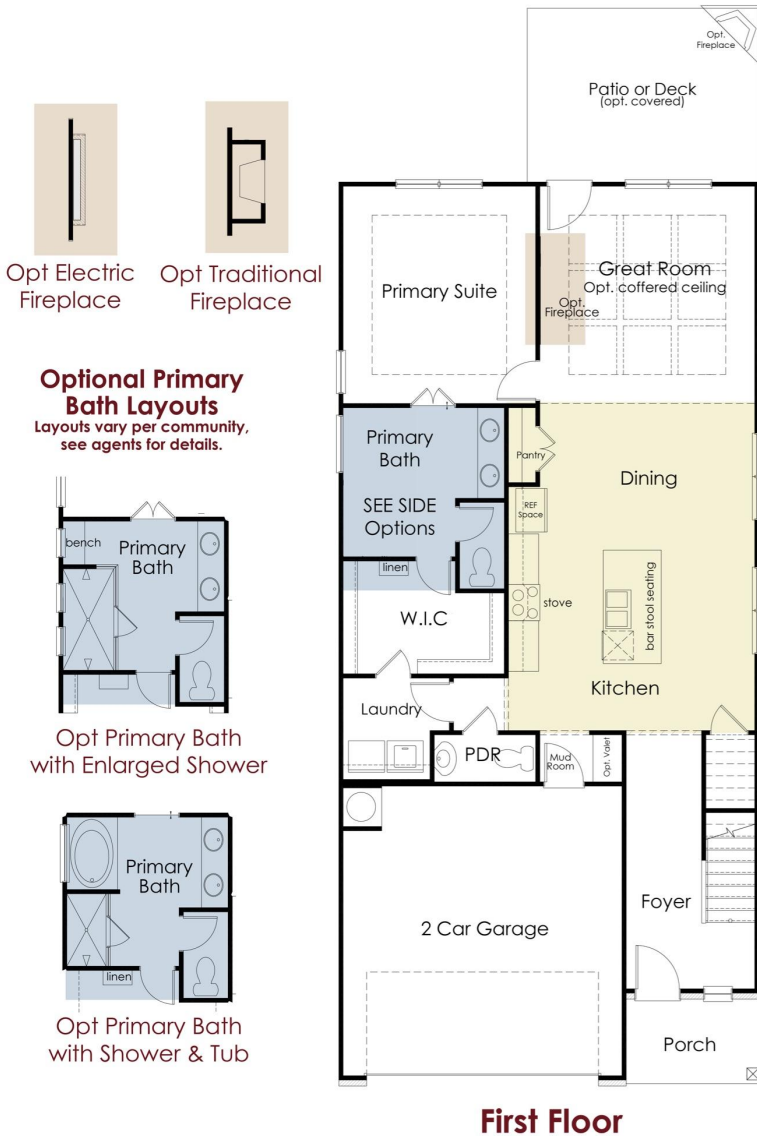 Opt.
Fireplace
Patio or Deck
(opt. covered)
Opt Electric
Fireplace
Opt Traditional
Fireplace
Primary Suite
Great Room
Opt. coffered ceiling
Opt.
Fireplace
Optional Primary
Bath Layouts
Layouts vary per community,
see agents for details.
Primary
Bath
SEE SIDE
Options
Pantry
Dining
REF
Space
linen
W.I.C
stove
bar stool seating
Kitchen
bench
Primary
Bath
Opt Primary Bath
with Enlarged Shower
Laundry
PDR
Mud
Room
Opt. Valet
Primary
Bath
linen
Opt Primary Bath
with Shower & Tub
2 Car Garage
Foyer
Porch
First Floor